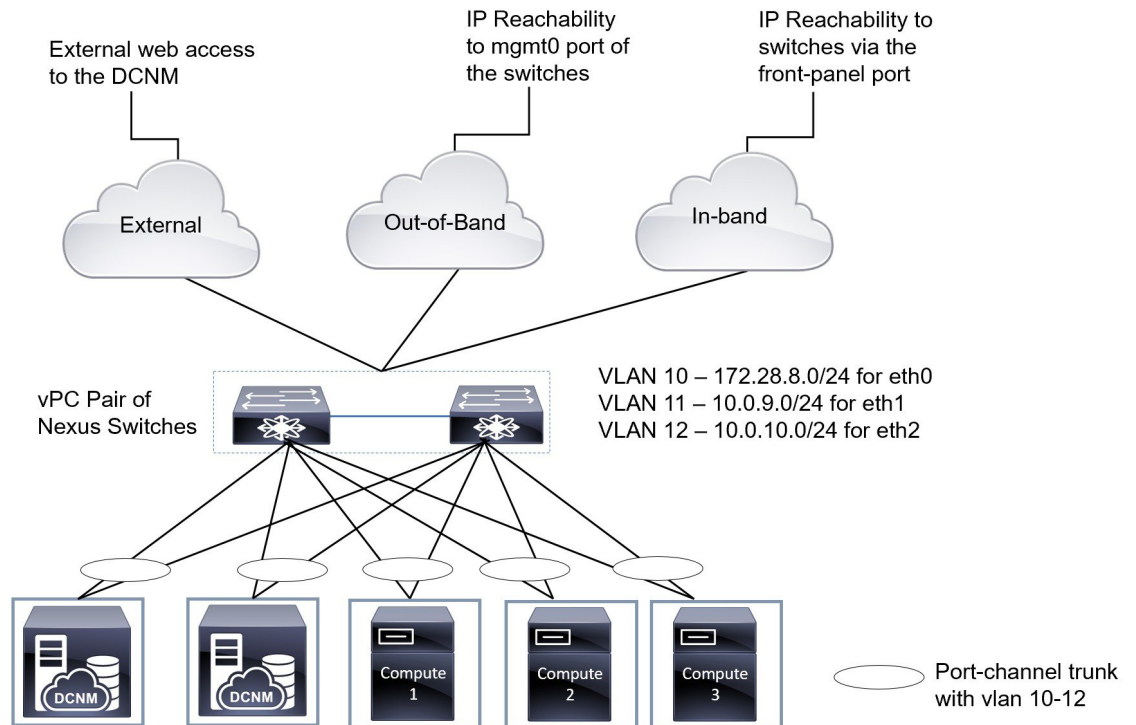 External web access
to the DCNM
IP Reachability
to mgmt0 port of
the switches
IP Reachability to
switches via the
front-panel port
External
Out-of-Band
In-band
vPC Pair of
Nexus Switches
VLAN 10 – 172.28.8.0/24 for eth0
VLAN 11 – 10.0.9.0/24 for eth1
VLAN 12 – 10.0.10.0/24 for eth2
DCNM
DCNM
Compute
1
Compute
2
Compute
3
Port-channel trunk
with vlan 10-12